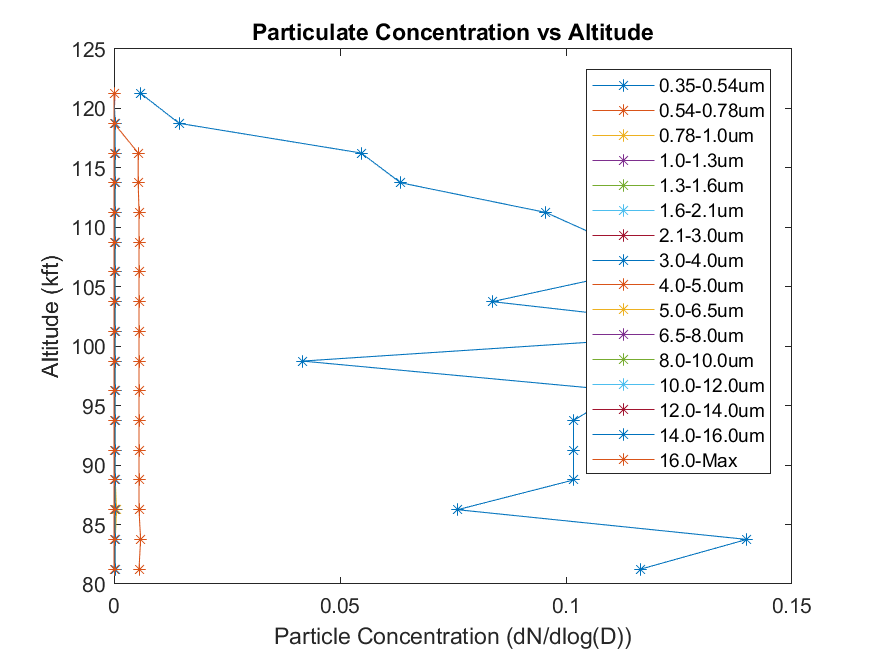 Particulate Concentration vs Altitude
125
120
115
110
105
100
95
90
85
80
Altitude (kft)
0.35-0.54um
0.54-0.78um
0.78-1.0um
1.0-1.3um
1.3-1.6um
1.6-2.1um
2.1-3.0um
3.0-4.0um
4.0-5.0um
5.0-6.5um
6.5-8.0um
8.0-10.0um
10.0-12.0um
12.0-14.0um
14.0-16.0um
16.0-Max
0 0.05 0.1 0.15
Particle Concentration (dN/dlog(D))